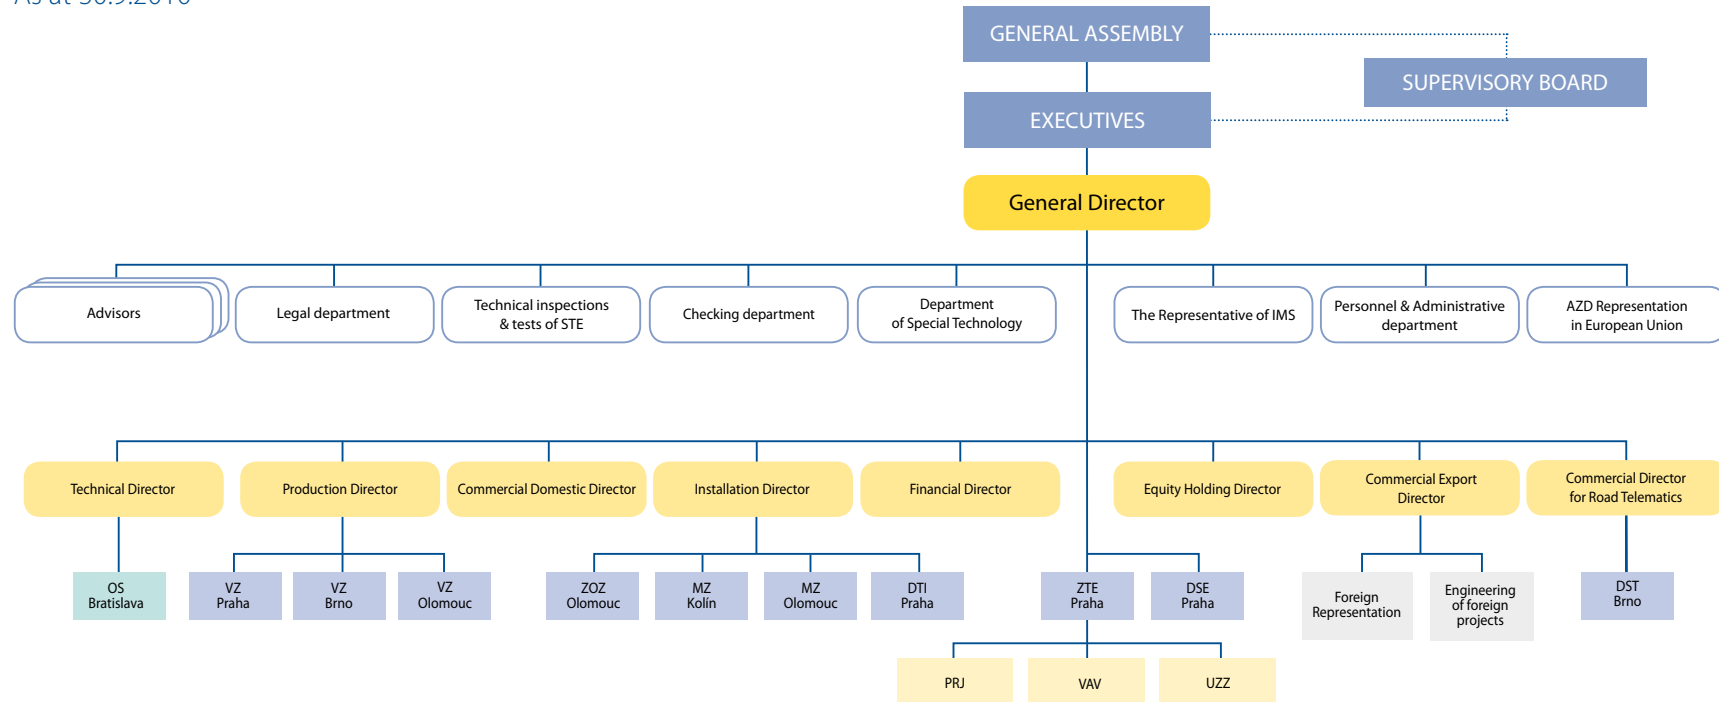 GENERAL ASSEMBLY
SUPERVISORY BOARD
EXECUTIVES
General Director
Advisors
Legal department
Technical inspections
& tests of STE
Checking department
Department
of Special Technology
The Representative of IMS
Personnel & Administrative
department
AZD Representation
in European Union
Technical Director
Production Director
Commercial Domestic Director
Installation Director
Financial Director
Equity Holding Director
Commercial Export
Director
Commercial Director
for Road Telematics
OS
Bratislava
VZ
Praha
VZ
Brno
VZ
Olomouc
ZOZ
Olomouc
MZ
Kolín
MZ
Olomouc
DTI
Praha
ZTE
Praha
DSE
Praha
Foreign
Representation
Engineering
of foreign
projects
DST
Brno
PRJ
VAV
UZZ